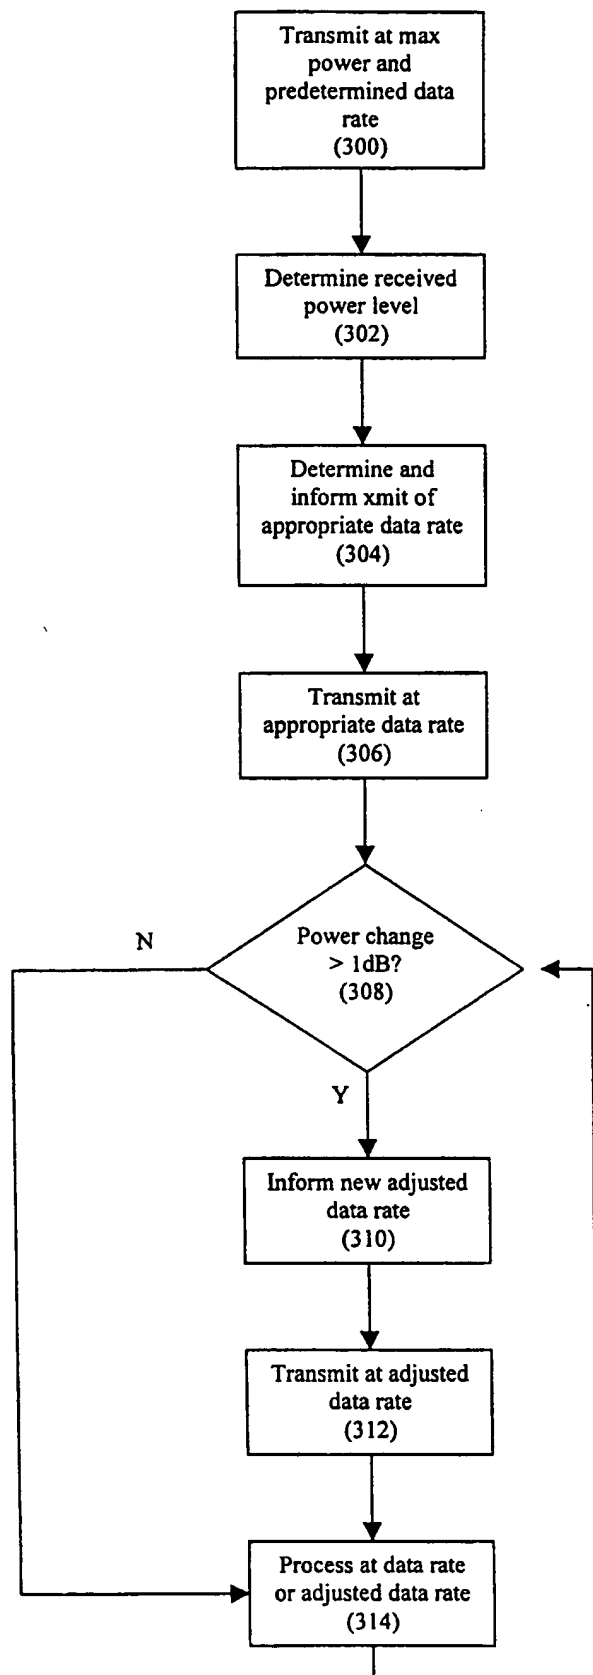 Transmit at max
power and
predetermined data
rate
(300)
Determine received
power level
(302)
Determine and
inform xmit of
appropriate data rate
(304)
Transmit at
appropriate data rate
(306)
Power change
> 1dB?
(308)
N
Y
Inform new adjusted
data rate
(310)
Transmit at adjusted
data rate
(312)
Process at data rate
or adjusted data rate
(314)